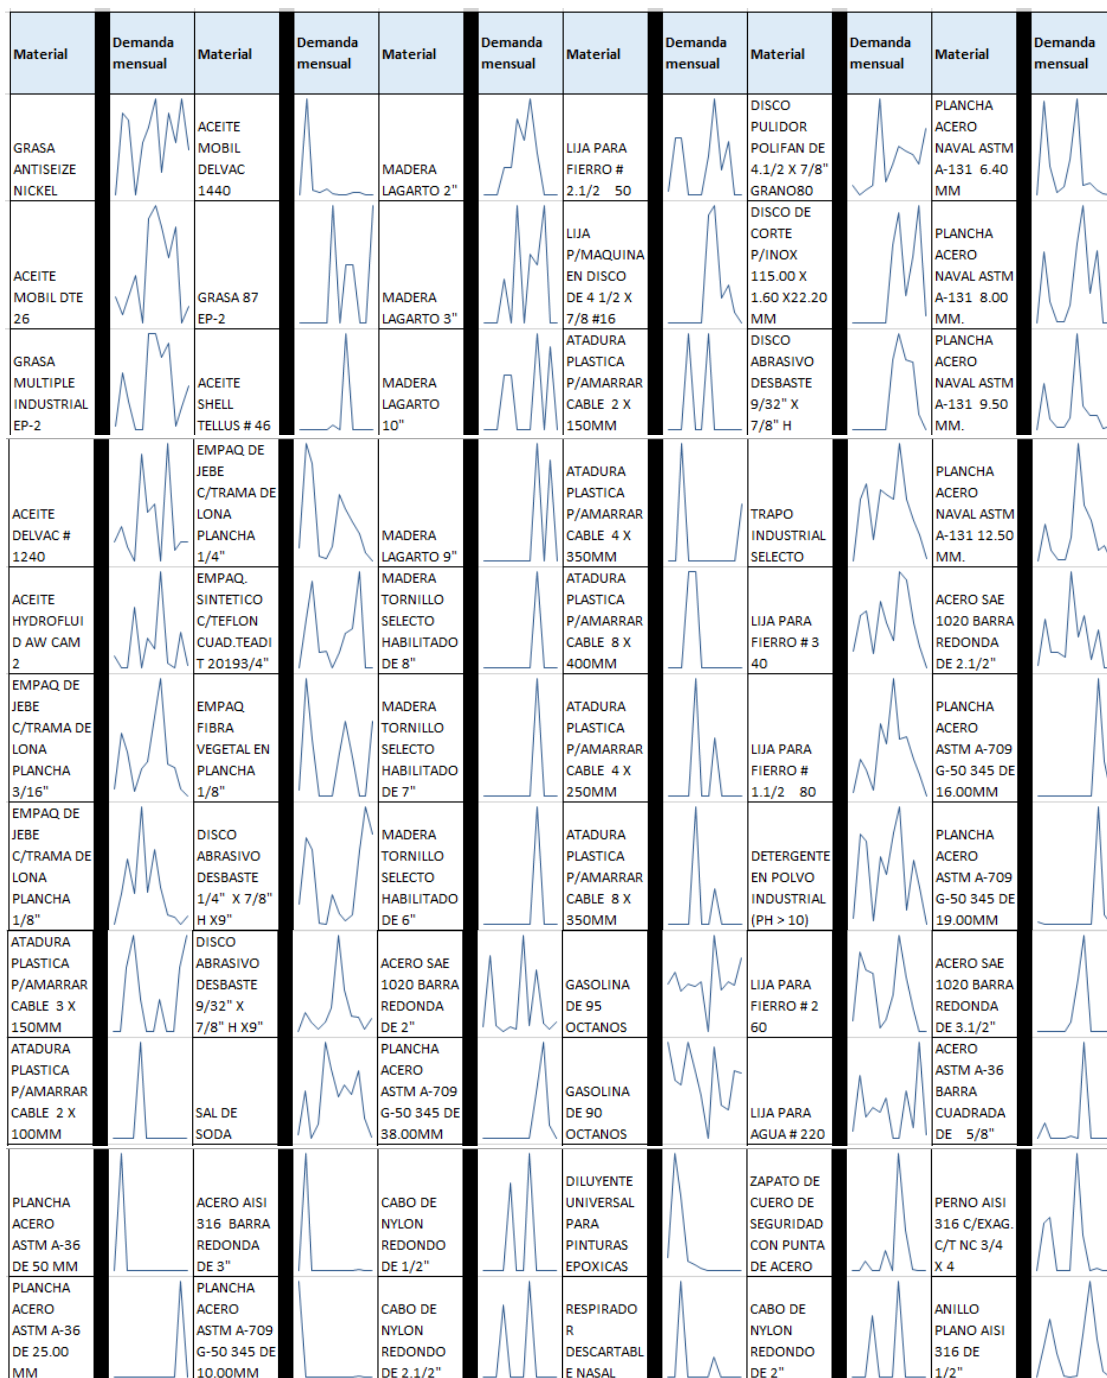 Material
Demanda
mensual
Material
Demanda
mensual
Material
Demanda
mensual
Material
Demanda
mensual
Material
Demanda
mensual
Material
Demanda
mensual
GRASA
ANTISEIZE
NICKEL
ACEITE
MOBIL
DELVAC
1440
MADERA
LAGARTO 2"
LIJA PARA
FIERRO #
2.1/2 50
DISCO
PULIDOR
POLIFAN DE
4.1/2 X 7/8"
GRANO80
PLANCHA
ACERO
NAVAL ASTM
A-131 6.40
MM
ACEITE
MOBIL DTE
26
GRASA 87
EP-2
MADERA
LAGARTO 3"
LIJA
P/MAQUINA
EN DISCO
DE 4 1/2 X
7/8 #16
DISCO DE
CORTE
P/INOX
115.00 X
1.60 X22.20
MM
PLANCHA
ACERO
NAVAL ASTM
A-131 8.00
MM.
GRASA
MULTIPLE
INDUSTRIAL
EP-2
ACEITE
SHELL
TELLUS # 46
MADERA
LAGARTO
10"
ATADURA
PLASTICA
P/AMARRAR
CABLE 2 X
150MM
DISCO
ABRASIVO
DESBASTE
9/32" X
7/8" H
PLANCHA
ACERO
NAVAL ASTM
A-131 9.50
MM.
ACEITE
DELVAC #
1240
EMPAQ DE
JEBE
C/TRAMA DE
LONA
PLANCHA
1/4"
MADERA
LAGARTO 9"
ATADURA
PLASTICA
P/AMARRAR
CABLE 4 X
350MM
TRAPO
INDUSTRIAL
SELECTO
PLANCHA
ACERO
NAVAL ASTM
A-131 12.50
MM.
ACEITE
HYDROFLUI
D AW CAM
2
EMPAQ.
SINTETICO
C/TEFLON
CUAD.TEADI
T 20193/4"
MADERA
TORNILLO
SELECTO
HABILITADO
DE 8"
ATADURA
PLASTICA
P/AMARRAR
CABLE 8 X
400MM
LIJA PARA
FIERRO # 3
40
ACERO SAE
1020 BARRA
REDONDA
DE 2.1/2"
EMPAQ DE
JEBE
C/TRAMA DE
LONA
PLANCHA
3/16"
EMPAQ
FIBRA
VEGETAL EN
PLANCHA
1/8"
MADERA
TORNILLO
SELECTO
HABILITADO
DE 7"
ATADURA
PLASTICA
P/AMARRAR
CABLE 4 X
250MM
LIJA PARA
FIERRO #
1.1/2 80
PLANCHA
ACERO
ASTM A-709
G-50 345 DE
16.00MM
EMPAQ DE
JEBE
C/TRAMA DE
LONA
PLANCHA
1/8"
DISCO
ABRASIVO
DESBASTE
1/4" X 7/8"
H X9"
MADERA
TORNILLO
SELECTO
HABILITADO
DE 6"
ATADURA
PLASTICA
P/AMARRAR
CABLE 8 X
350MM
DETERGENTE
EN POLVO
INDUSTRIAL
(PH > 10)
PLANCHA
ACERO
ASTM A-709
G-50 345 DE
19.00MM
ATADURA
PLASTICA
P/AMARRAR
CABLE 3 X
150MM
DISCO
ABRASIVO
DESBASTE
9/32" X
7/8" H X9"
ACERO SAE
1020 BARRA
REDONDA
DE 2"
GASOLINA
DE 95
OCTANOS
LIJA PARA
FIERRO # 2
60
ACERO SAE
1020 BARRA
REDONDA
DE 3.1/2"
ATADURA
PLASTICA
P/AMARRAR
CABLE 2 X
100MM
SAL DE
SODA
PLANCHA
ACERO
ASTM A-709
G-50 345 DE
38.00MM
GASOLINA
DE 90
OCTANOS
LIJA PARA
AGUA # 220
ACERO
ASTM A-36
BARRA
CUADRADA
DE 5/8"
PLANCHA
ACERO
ASTM A-36
DE 50 MM
ACERO AISI
316 BARRA
REDONDA
DE 3"
CABO DE
NYLON
REDONDO
DE 1/2"
DILUYENTE
UNIVERSAL
PARA
PINTURAS
EPOXICAS
ZAPATO DE
CUERO DE
SEGURIDAD
CON PUNTA
DE ACERO
PERNO AISI
316 C/EXAG.
C/T NC 3/4
X 4
PLANCHA
ACERO
ASTM A-36
DE 25.00
MM
PLANCHA
ACERO
ASTM A-709
G-50 345 DE
10.00MM
CABO DE
NYLON
REDONDO
DE 2.1/2"
RESPIRADO
R
DESCARTABL
E NASAL
CABO DE
NYLON
REDONDO
DE 2"
ANILLO
PLANO AISI
316 DE
1/2"